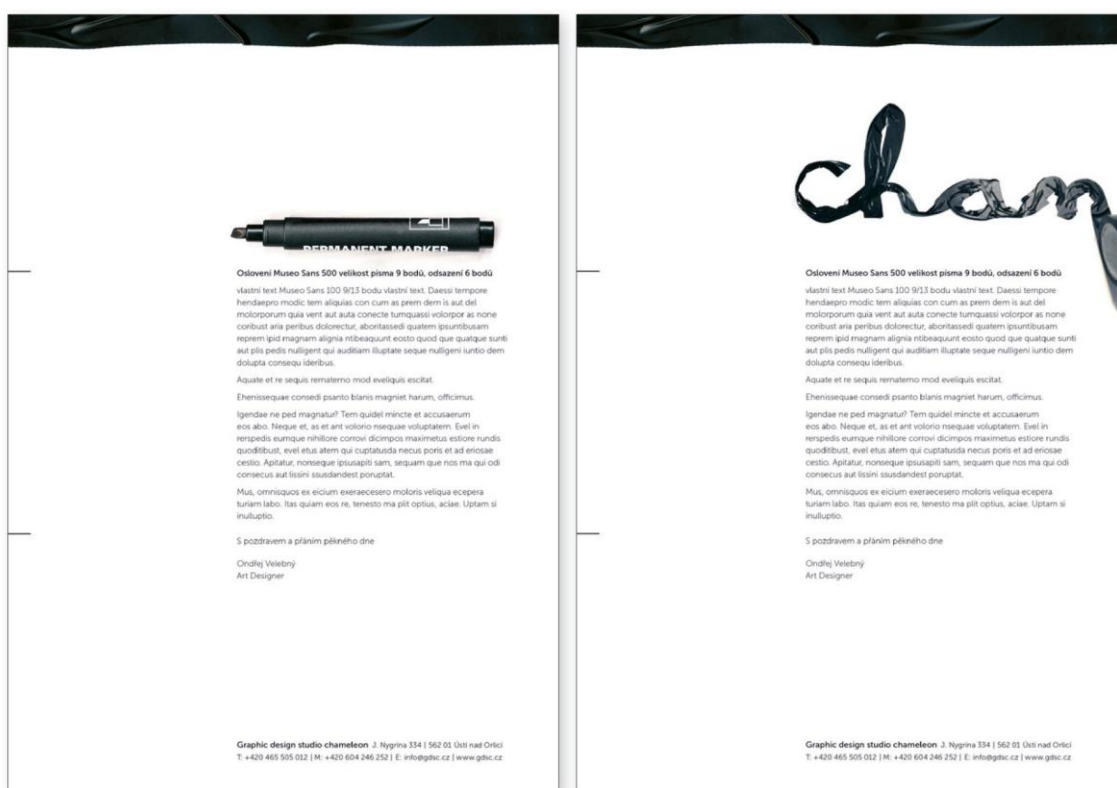 PERMANENT MARKER
Oslovení Museo Sans 500 velikost písma 9 bodů, odsazení 6 bodů
vlastní text Museo Sans 100 9/13 bodu vlastní text. Daessi tempore
hendaepro modic tem aliquias con cum as prem dem is aut del
molorporum quia vent aut auta conecte tumquassi volorpor as none
coribust aria peribus dolorectur, aboritassedi quatem ipsuntibusam
reprem ipid magnam alignia ntibeaquunt eosto quod que quatque sunti
aut plis pedis nulligent qui auditiam illuptate seque nulligeni iuntio dem
dolupta consequ ideribus.
Aquate et re sequis rernatemo mod eveliquis escitat.
Ehenissequae consedi psanto blanis magniet harum, officimus.
Igendae ne ped magnatur? Tem quidel mincte et accusaerum
eos abo. Neque et, as et ant volorio nsequae voluptatem. Evel in
rerspedis eumque nihillore corrovi dicimpos maximetus estiore rundis
quoditibust, evel etus atem qui cuptatusda necus poris et ad eriosae
cestio. Apitatur, nonseque ipsusapiti sam, sequam que nos ma qui odi
consecus aut lissini ssusdandest poruptat.
Mus, omnisquos ex eicium exeraecesero moloris veliqua ecepera
turiam labo. Itas quiam eos re, tenesto ma plit optius, aciae. Uptam si
inulluptio.
S pozdravem a přáním pěkného dne
Ondřej Velebný
Art Designer
Graphic design studio chameleon J. Nygrína 334 | 562 01 Ústí nad Orlicí
T: +420 465 505 012 | M: +420 604 246 252 | E: info@gdsc.cz | www.gdsc.cz
cham
Oslovení Museo Sans 500 velikost písma 9 bodů, odsazení 6 bodů
vlastní text Museo Sans 100 9/13 bodu vlastní text. Daessi tempore
hendaepro modic tem aliquias con cum as prem dem is aut del
molorporum quia vent aut auta conecte tumquassi volorpor as none
coribust aria peribus dolorectur, aboritassedi quatem ipsuntibusam
reprem ipid magnam alignia ntibeaquunt eosto quod que quatque sunti
aut plis pedis nulligent qui auditiam illuptate seque nulligeni iuntio dem
dolupta consequ ideribus.
Aquate et re sequis rernatemo mod eveliquis escitat.
Ehenissequae consedi psanto blanis magniet harum, officimus.
Igendae ne ped magnatur? Tem quidel mincte et accusaerum
eos abo. Neque et, as et ant volorio nsequae voluptatem. Evel in
rerspedis eumque nihillore corrovi dicimpos maximetus estiore rundis
quoditibust, evel etus atem qui cuptatusda necus poris et ad eriosae
cestio. Apitatur, nonseque ipsusapiti sam, sequam que nos ma qui odi
consecus aut lissini ssusdandest poruptat.
Mus, omnisquos ex eicium exeraecesero moloris veliqua ecepera
turiam labo. Itas quiam eos re, tenesto ma plit optius, aciae. Uptam si
inulluptio.
S pozdravem a přáním pěkného dne
Ondřej Velebný
Art Designer
Graphic design studio chameleon J. Nygrína 334 | 562 01 Ústí nad Orlicí
T: +420 465 505 012 | M: +420 604 246 252 | E: info@gdsc.cz | www.gdsc.cz